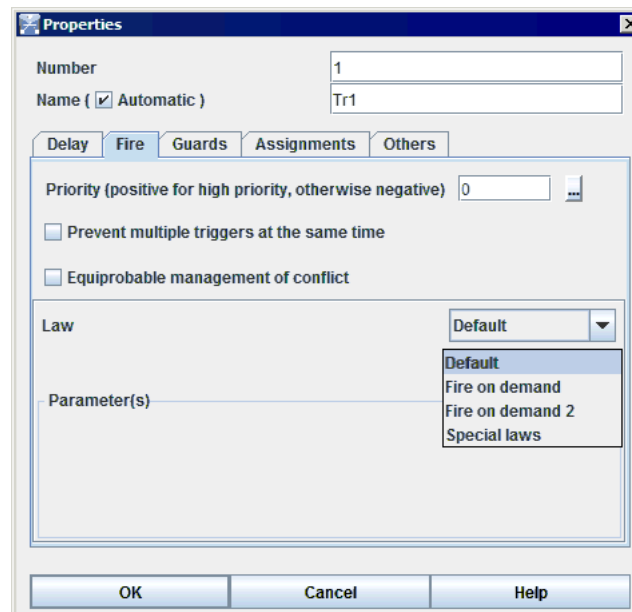 Properties
Number 1
Name ( Automatic ) Tr1
Delay Fire Guards Assignments Others
Priority (positive for high priority, otherwise negative) 0 ...
Prevent multiple triggers at the same time
Equiprobable management of conflict
Law Default
Default
Fire on demand
Parameter(s)
Fire on demand 2
Special laws
OK Cancel Help